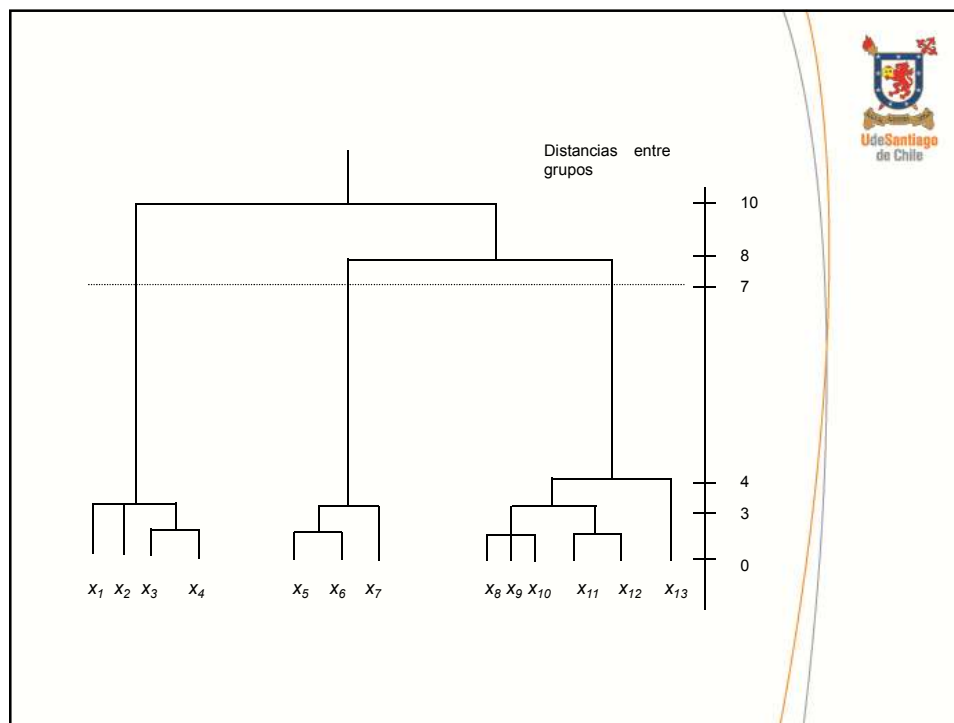 Distancias entre
grupos
UdeSantiago
de Chile
10
8
7
4
3
0
x1 x2 x3 x4 x5 x6 x7 x8 x9 x10 x11 x12 x13